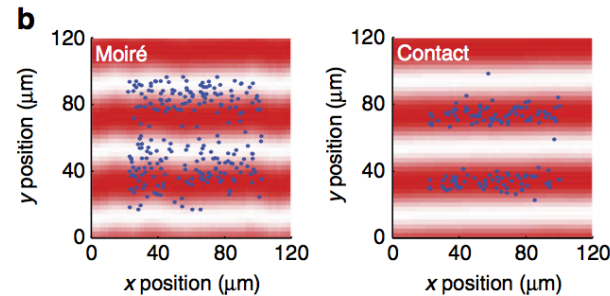 b
Moiré
Contact
120
80
40
0
y position (μm)
0 40 80 120
x position (μm)
120
80
40
0
y position (μm)
0 40 80 120
x position (μm)